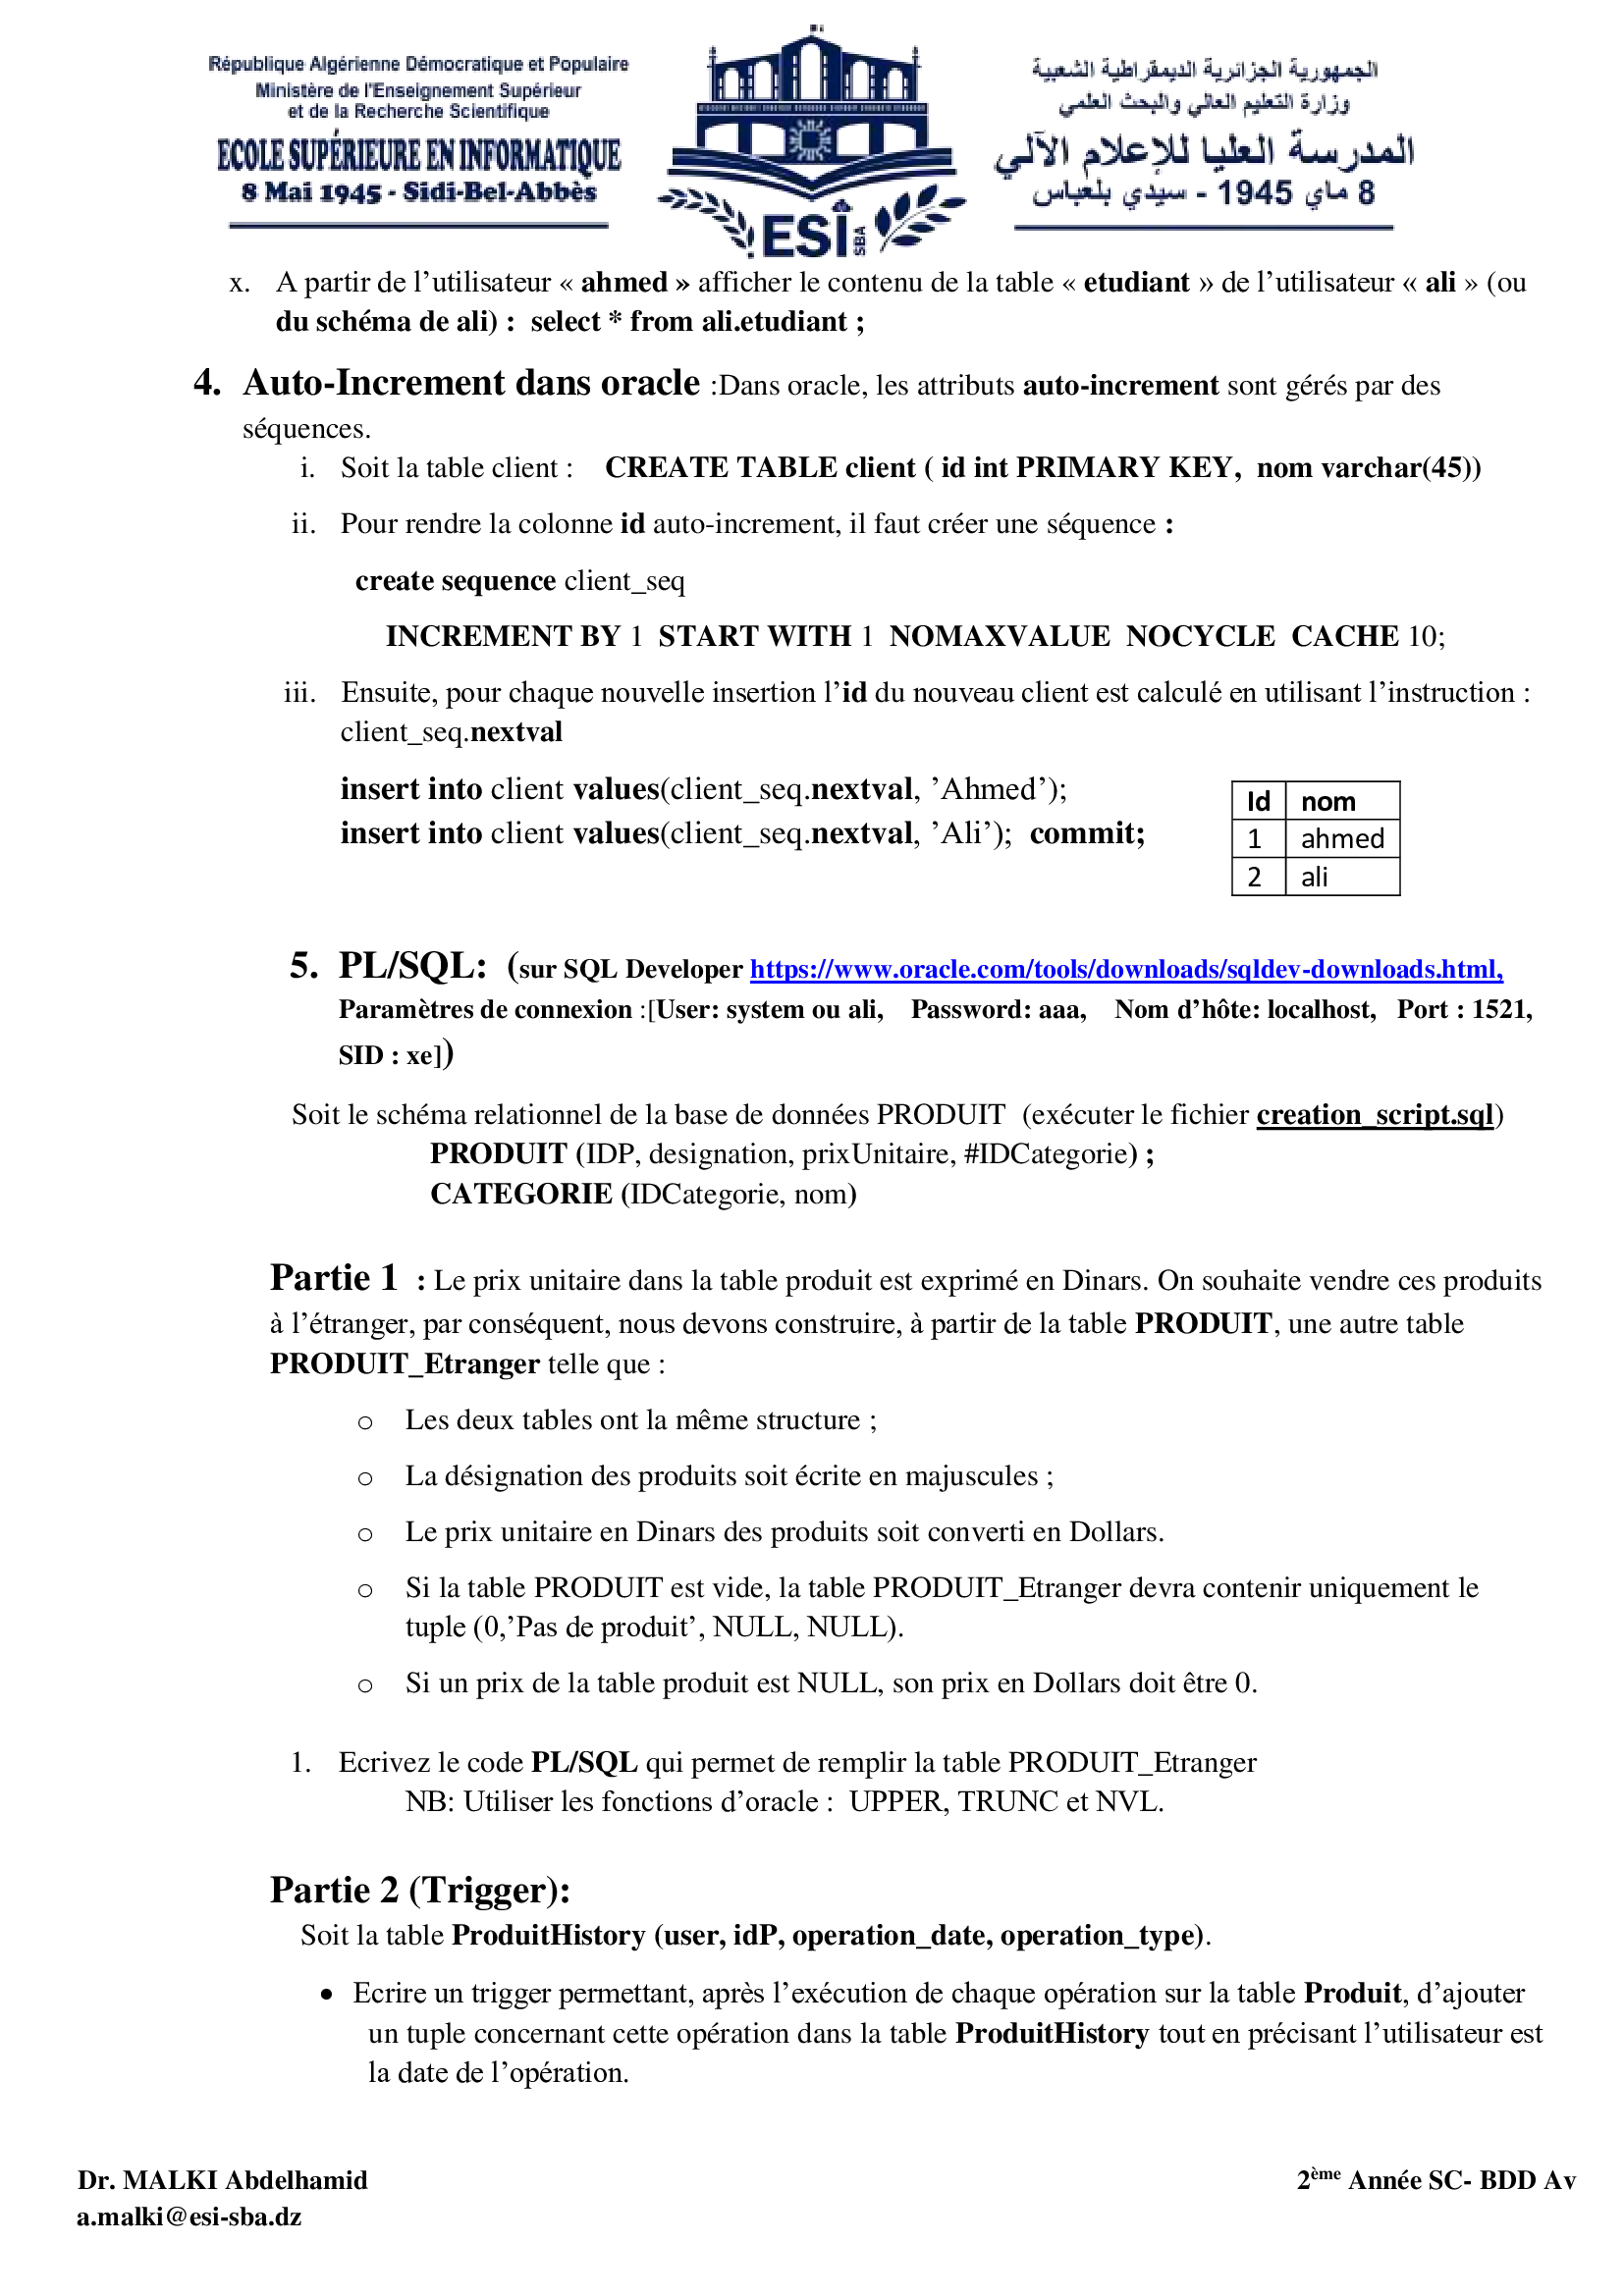 République Algérienne Démocratique et Populaire
Ministère de l'Enseignement Supérieur
et de la Recherche Scientifique
ECOLE SUPÉRIEURE EN INFORMATIQUE
8 Mai 1945 - Sidi-Bel-Abbès
ESI SBA
الجمهورية الجزائرية الديمقراطية الشعبية
وزارة التعليم العالي والبحث العلمي
المدرسة العليا للإعلام الآلي
8 ماي 1945 - سيدي بلعباس
x. A partir de l’utilisateur « ahmed » afficher le contenu de la table « etudiant » de l’utilisateur « ali » (ou
du schéma de ali) : select * from ali.etudiant ;
4. Auto-Increment dans oracle :Dans oracle, les attributs auto-increment sont gérés par des
séquences.
i. Soit la table client : CREATE TABLE client ( id int PRIMARY KEY, nom varchar(45))
ii. Pour rendre la colonne id auto-increment, il faut créer une séquence :
create sequence client_seq
INCREMENT BY 1 START WITH 1 NOMAXVALUE NOCYCLE CACHE 10;
iii. Ensuite, pour chaque nouvelle insertion l’id du nouveau client est calculé en utilisant l’instruction :
client_seq.nextval
insert into client values(client_seq.nextval, ’Ahmed’);
insert into client values(client_seq.nextval, ’Ali’); commit;
Id nom
1 ahmed
2 ali
5. PL/SQL: (sur SQL Developer https://www.oracle.com/tools/downloads/sqldev-downloads.html,
Paramètres de connexion :[User: system ou ali, Password: aaa, Nom d’hôte: localhost, Port : 1521,
SID : xe])
Soit le schéma relationnel de la base de données PRODUIT (exécuter le fichier creation_script.sql)
PRODUIT (IDP, designation, prixUnitaire, #IDCategorie) ;
CATEGORIE (IDCategorie, nom)
Partie 1 : Le prix unitaire dans la table produit est exprimé en Dinars. On souhaite vendre ces produits
à l’étranger, par conséquent, nous devons construire, à partir de la table PRODUIT, une autre table
PRODUIT_Etranger telle que :
o Les deux tables ont la même structure ;
o La désignation des produits soit écrite en majuscules ;
o Le prix unitaire en Dinars des produits soit converti en Dollars.
o Si la table PRODUIT est vide, la table PRODUIT_Etranger devra contenir uniquement le
tuple (0,’Pas de produit’, NULL, NULL).
o Si un prix de la table produit est NULL, son prix en Dollars doit être 0.
1. Ecrivez le code PL/SQL qui permet de remplir la table PRODUIT_Etranger
NB: Utiliser les fonctions d’oracle : UPPER, TRUNC et NVL.
Partie 2 (Trigger):
Soit la table ProduitHistory (user, idP, operation_date, operation_type).
• Ecrire un trigger permettant, après l’exécution de chaque opération sur la table Produit, d’ajouter
un tuple concernant cette opération dans la table ProduitHistory tout en précisant l’utilisateur est
la date de l’opération.
Dr. MALKI Abdelhamid
2ème Année SC- BDD Av
a.malki@esi-sba.dz